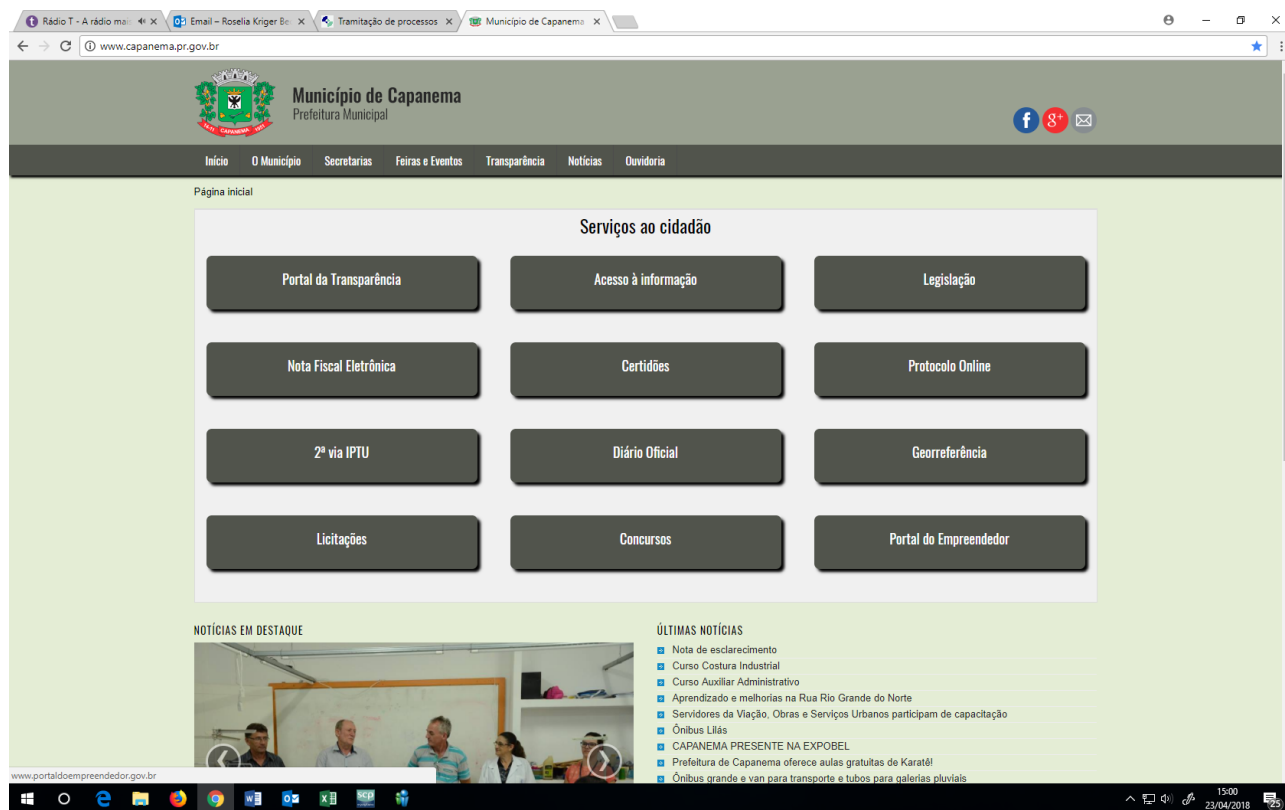 Rádio T - A rádio mai
Email – Roselia Kriger Be
Tramitação de processos
Município de Capanema
www.capanema.pr.gov.br
CAPANEMA
Município de Capanema
Prefeitura Municipal
Início O Município Secretarias Feiras e Eventos Transparência Notícias Ouvidoria
Página inicial
Serviços ao cidadão
Portal da Transparência Acesso à informação Legislação
Nota Fiscal Eletrônica Certidões Protocolo Online
2ª via IPTU Diário Oficial Georreferência
Licitações Concursos Portal do Empreendedor
NOTÍCIAS EM DESTAQUE
ÚLTIMAS NOTÍCIAS
Nota de esclarecimento
Curso Costura Industrial
Curso Auxiliar Administrativo
Aprendizado e melhorias na Rua Rio Grande do Norte
Servidores da Viação, Obras e Serviços Urbanos participam de capacitação
Ônibus Lilás
CAPANEMA PRESENTE NA EXPOBEL
Prefeitura de Capanema oferece aulas gratuitas de Karatê!
Ônibus grande e van para transporte e tubos para galerias pluviais
www.portaldoempreendedor.gov.br
SCP
15:00
23/04/2018
25